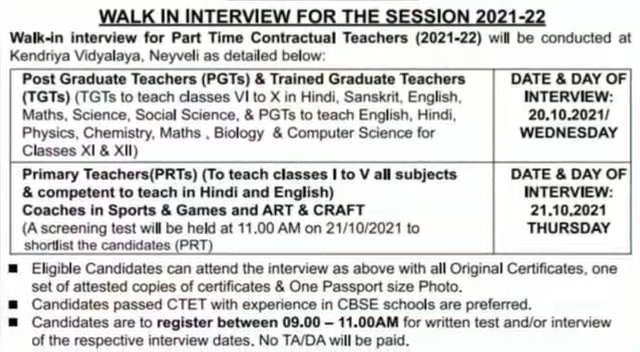 WALK IN INTERVIEW FOR THE SESSION 2021-22
Walk-in interview for Part Time Contractual Teachers (2021-22) will be conducted at
Kendriya Vidyalaya, Neyveli as detailed below:
Post Graduate Teachers (PGTs) & Trained Graduate Teachers
(TGTs) (TGTs to teach classes VI to X in Hindi, Sanskrit, English,
Maths, Science, Social Science, & PGTs to teach English, Hindi,
Physics, Chemistry, Maths , Biology & Computer Science for
Classes XI & XII)
DATE & DAY OF
INTERVIEW:
20.10.2021/
WEDNESDAY
Primary Teachers(PRTs) (To teach classes I to V all subjects
& competent to teach in Hindi and English)
Coaches in Sports & Games and ART & CRAFT
(A screening test will be held at 11.00 AM on 21/10/2021 to
shortlist the candidates (PRT)
DATE & DAY OF
INTERVIEW:
21.10.2021
THURSDAY
■ Eligible Candidates can attend the interview as above with all Original Certificates, one
set of attested copies of certificates & One Passport size Photo.
■ Candidates passed CTET with experience in CBSE schools are preferred.
■ Candidates are to register between 09.00 – 11.00AM for written test and/or interview
of the respective interview dates. No TA/DA will be paid.